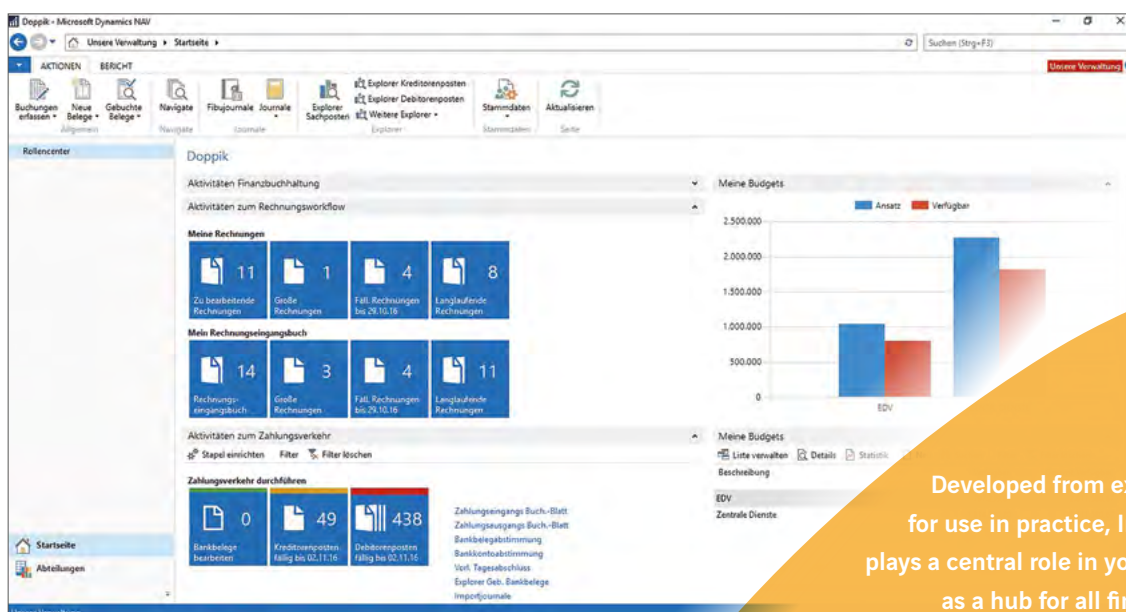 Doppik - Microsoft Dynamics NAV
Unsere Verwaltung ▸ Startseite ▸
Suchen (Strg+F3)
AKTIONEN BERICHT
Unsere Verwaltung
Buchungen erfassen
Neue Belege
Gebuchte Belege
Allgemein
Navigate
Navigate
Fibujournale
Journale
Journale
Explorer Sachposten
Explorer Kreditorenposten
Explorer Debitorenposten
Weitere Explorer
Explorer
Stammdaten
Stammdaten
Aktualisieren
Seite
Rollencenter
Doppik
Aktivitäten Finanzbuchhaltung
Aktivitäten zum Rechnungsworkflow
Meine Rechnungen
11 Zu bearbeitende Rechnungen
1 Große Rechnungen
4 Fäll. Rechnungen bis 29.10.16
8 Langlaufende Rechnungen
Mein Rechnungseingangsbuch
14 Rechnungs-eingangsbuch
3 Große Rechnungen
4 Fäll. Rechnungen bis 29.10.16
11 Langlaufende Rechnungen
Aktivitäten zum Zahlungsverkehr
Stapel einrichten Filter Filter löschen
Zahlungsverkehr durchführen
0 Bankbelege bearbeiten
49 Kreditorenposten fällig bis 02.11.16
438 Debitorenposten fällig bis 02.11.16
Zahlungseingangs Buch.-Blatt
Zahlungsausgangs Buch.-Blatt
Bankbelegabstimmung
Bankkontoabstimmung
Vorl. Tagesabschluss
Explorer Geb. Bankbelege
Importjournale
Meine Budgets
Ansatz Verfügbar
2.500.000
2.000.000
1.500.000
1.000.000
500.000
0
EDV
Meine Budgets
Liste verwalten Details Statistik
Beschreibung
EDV
Zentrale Dienste
Startseite
Abteilungen
Developed from ex
for use in practice, I
plays a central role in yo
as a hub for all fi